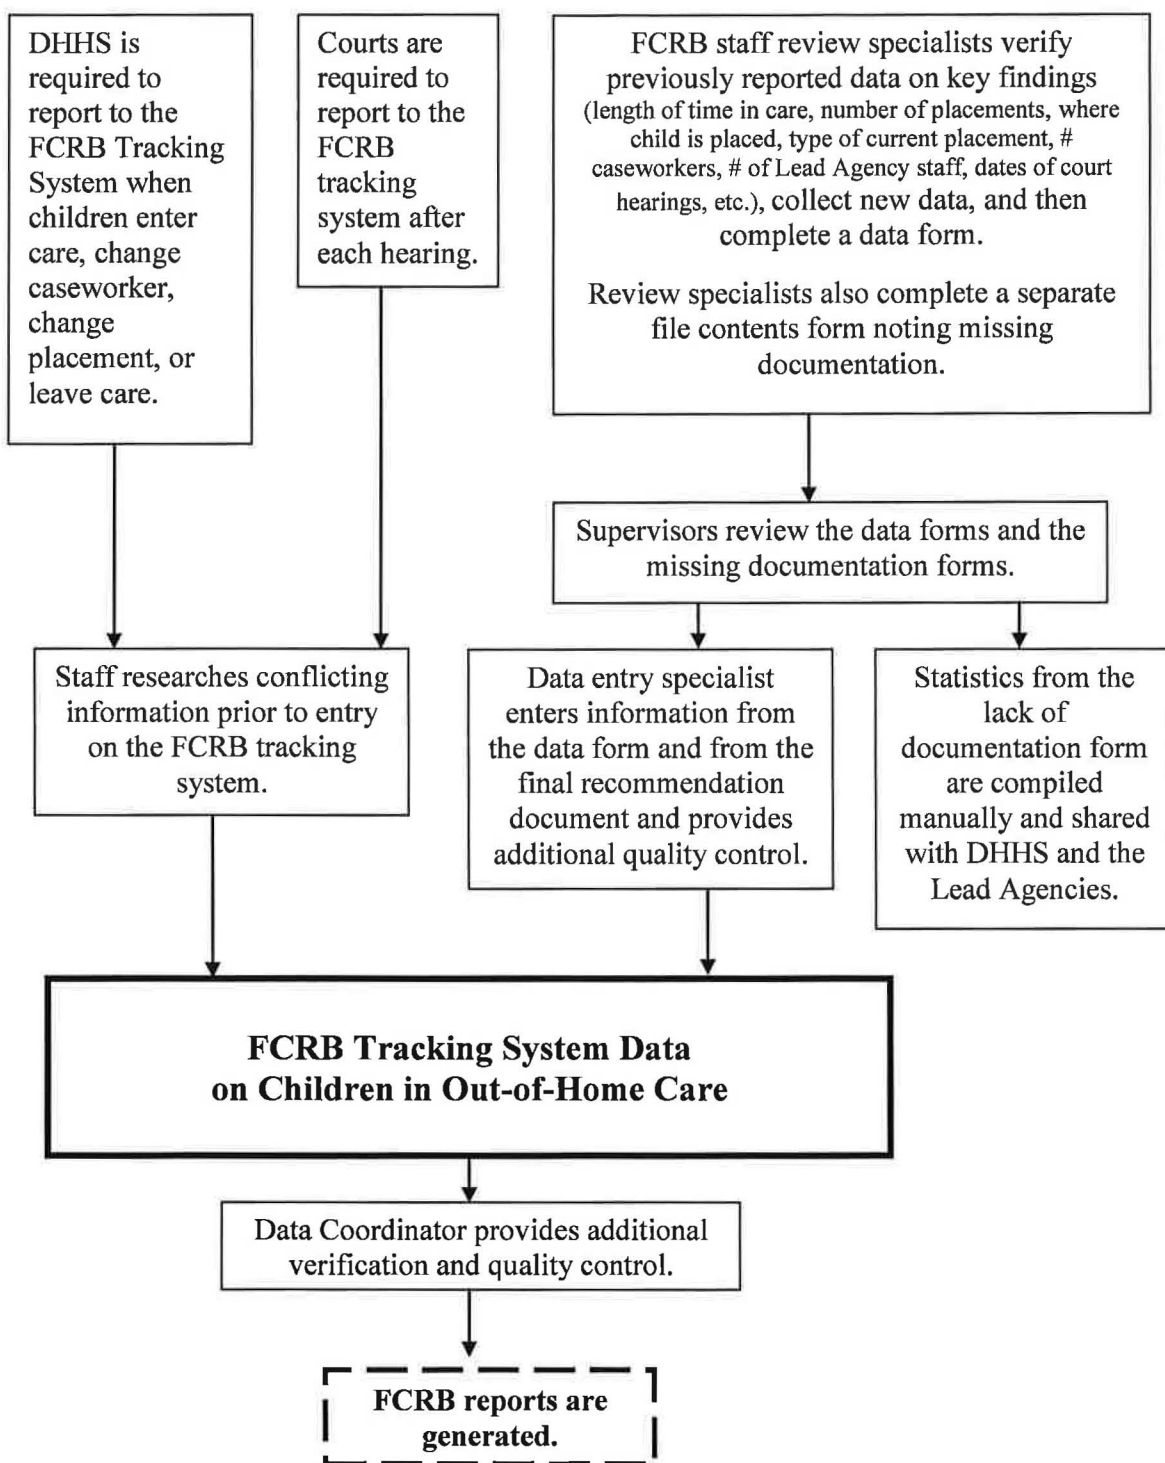 DHHS is
required to
report to the
FCRB Tracking
System when
children enter
care, change
caseworker,
change
placement, or
leave care.
Courts are
required to
report to the
FCRB
tracking
system after
each hearing.
FCRB staff review specialists verify
previously reported data on key findings
(length of time in care, number of placements, where
child is placed, type of current placement, #
caseworkers, # of Lead Agency staff, dates of court
hearings, etc.), collect new data, and then
complete a data form.
Review specialists also complete a separate
file contents form noting missing
documentation.
Supervisors review the data forms and the
missing documentation forms.
Staff researches conflicting
information prior to entry
on the FCRB tracking
system.
Data entry specialist
enters information from
the data form and from the
final recommendation
document and provides
additional quality control.
Statistics from the
lack of
documentation form
are compiled
manually and shared
with DHHS and the
Lead Agencies.
FCRB Tracking System Data
on Children in Out-of-Home Care
Data Coordinator provides additional
verification and quality control.
FCRB reports are
generated.